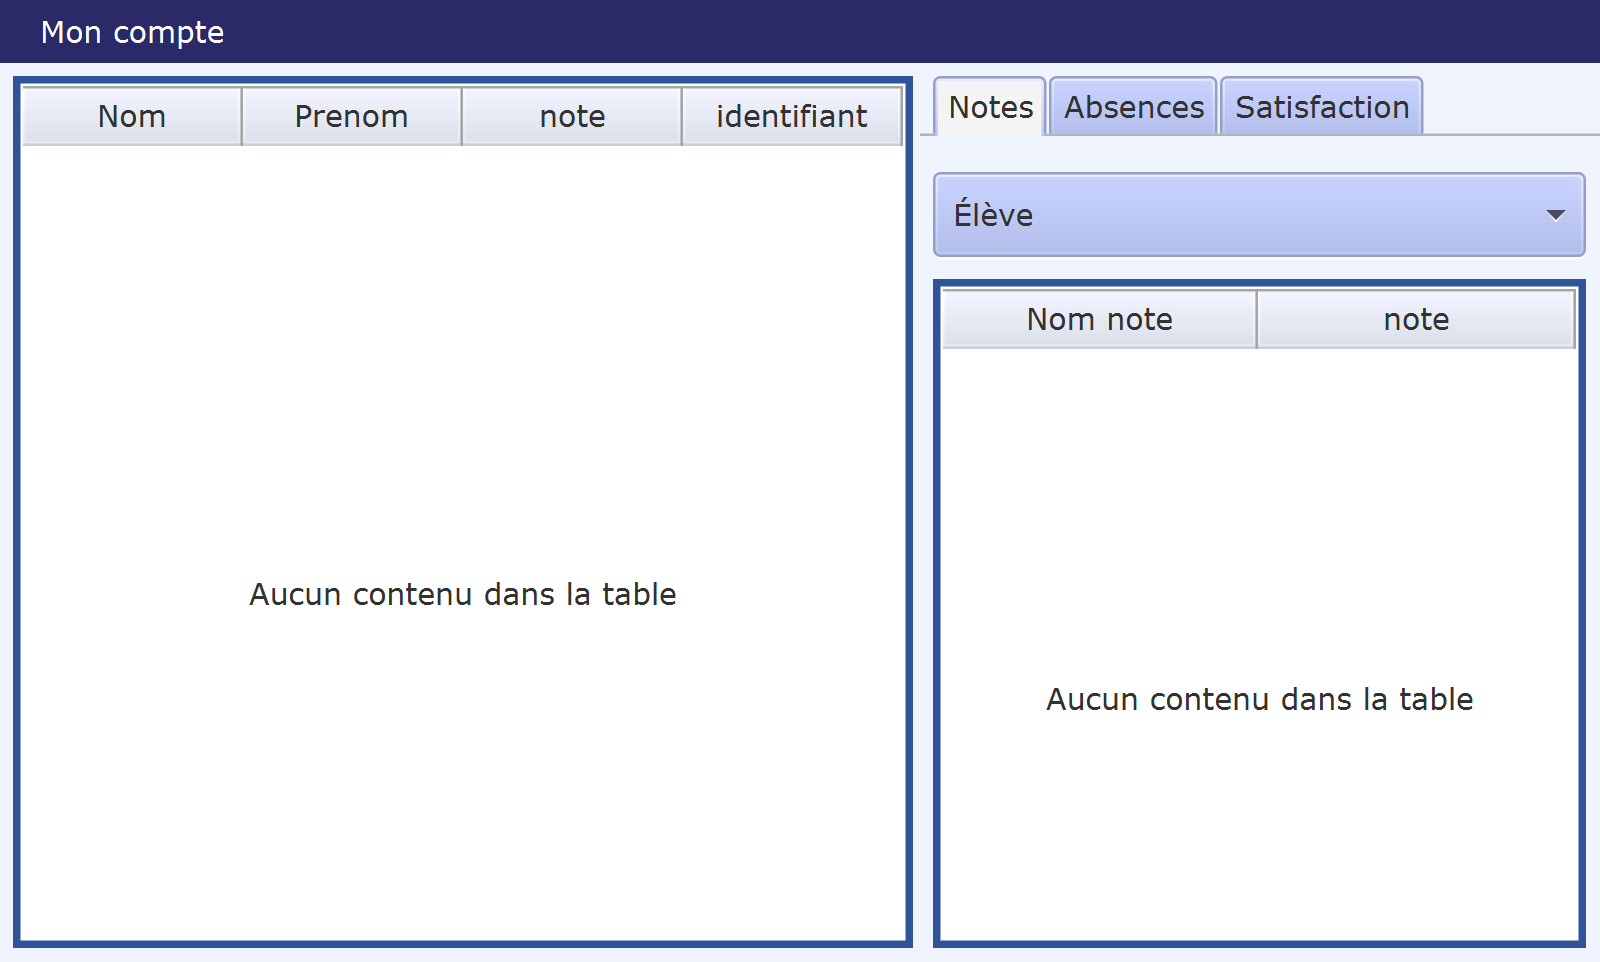 Mon compte
Nom Prenom note identifiant
Aucun contenu dans la table
Notes Absences Satisfaction
Élève
Nom note note
Aucun contenu dans la table